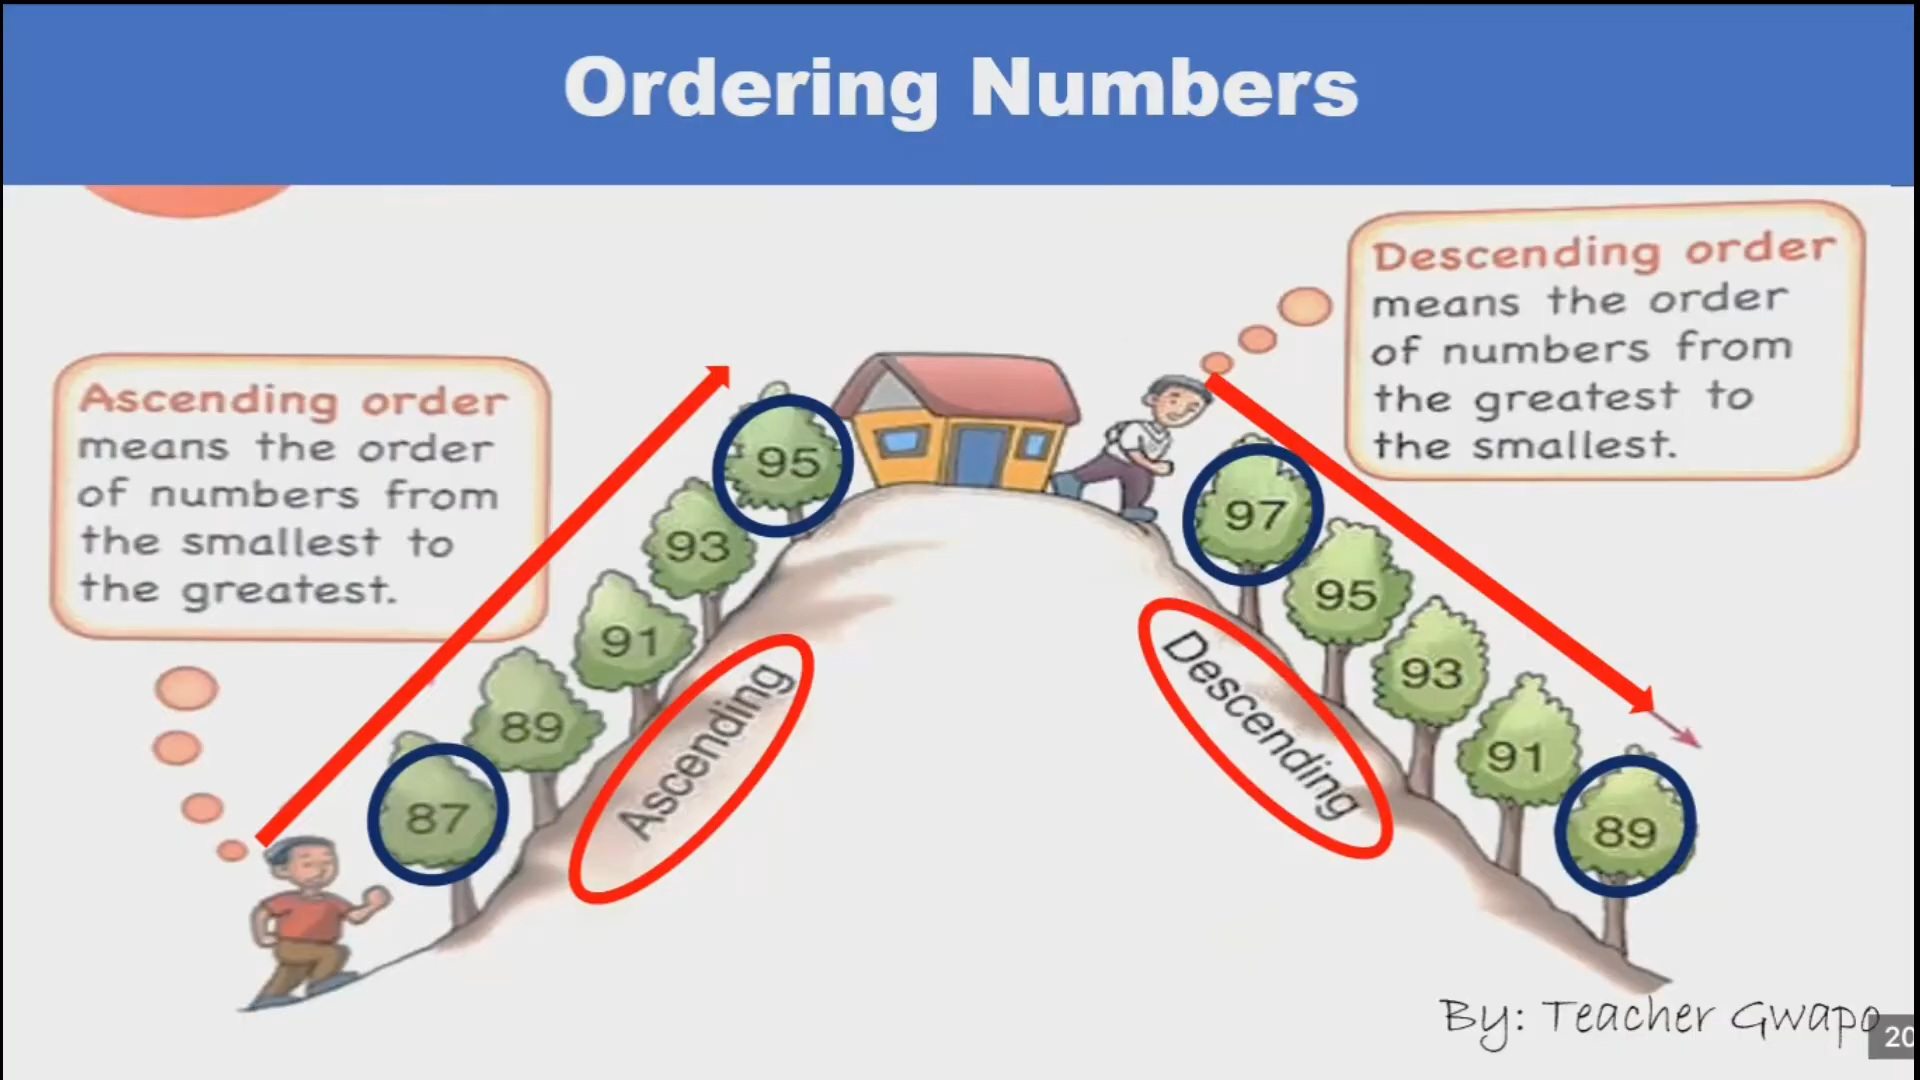 Ordering Numbers
Ascending order
means the order
of numbers from
the smallest to
the greatest.
Descending order
means the order
of numbers from
the greatest to
the smallest.
95
93
91
89
87
Ascending
97
95
93
91
89
Descending
By: Teacher Gwapo
20